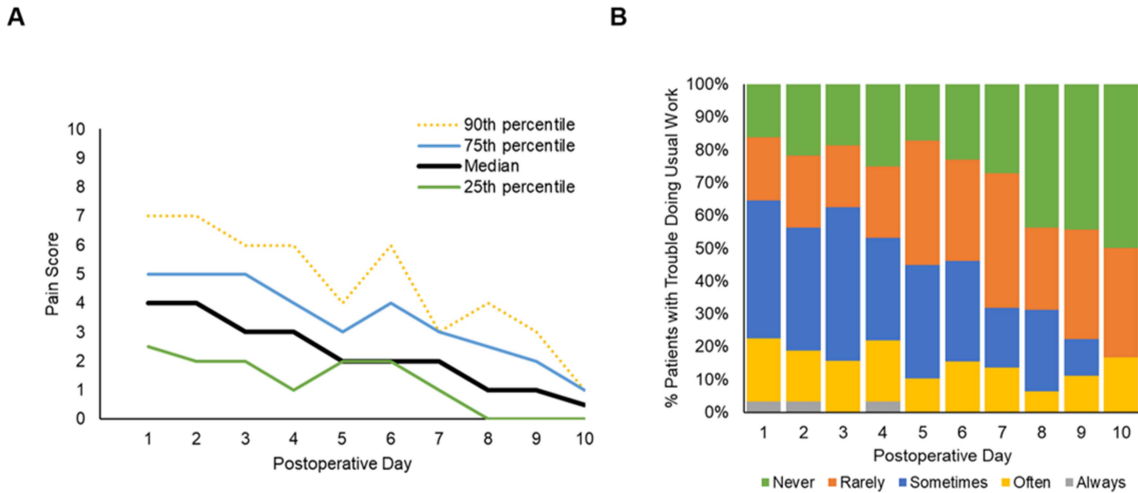 A
10
9
8
7
6
5
4
3
2
1
0
Pain Score
90th percentile
75th percentile
Median
25th percentile
1 2 3 4 5 6 7 8 9 10
Postoperative Day
B
100%
90%
80%
70%
60%
50%
40%
30%
20%
10%
0%
% Patients with Trouble Doing Usual Work
1 2 3 4 5 6 7 8 9 10
Postoperative Day
Never Rarely Sometimes Often Always